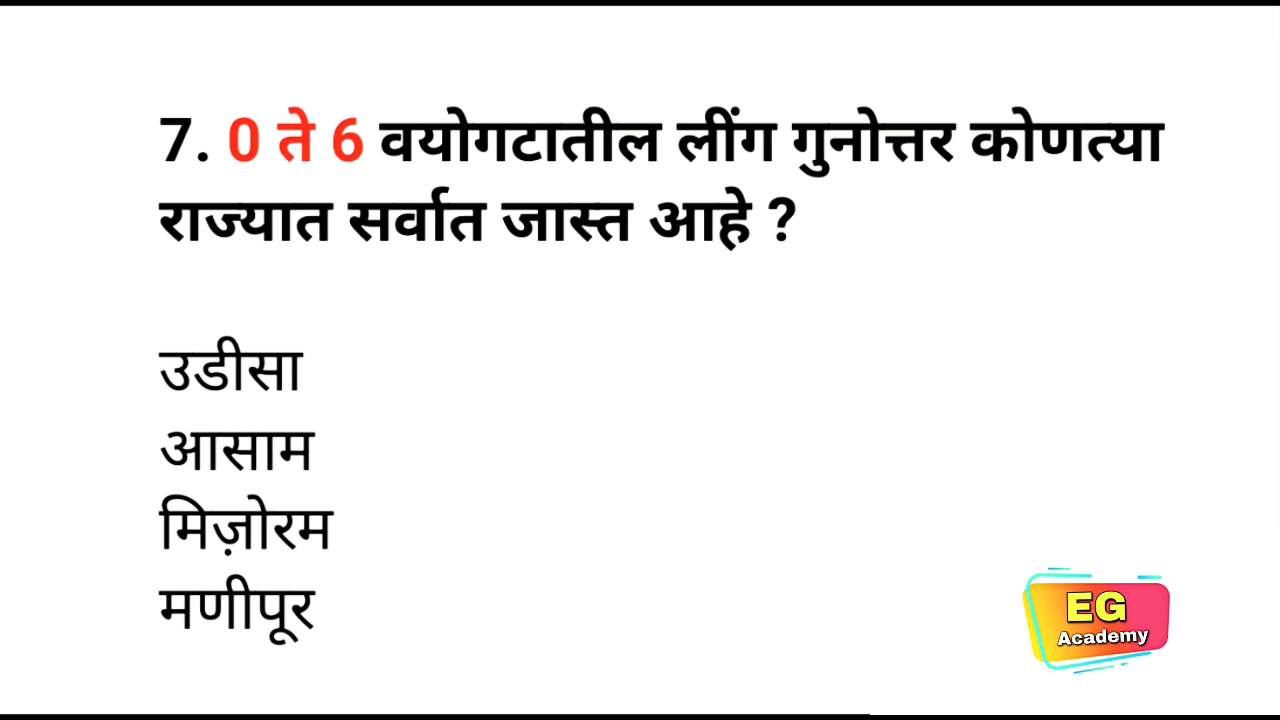 7. 0 ते 6 वयोगटातील लींग गुनोत्तर कोणत्या
राज्यात सर्वात जास्त आहे ?
उडीसा
आसाम
मिज़ोरम
मणीपूर
EG
Academy